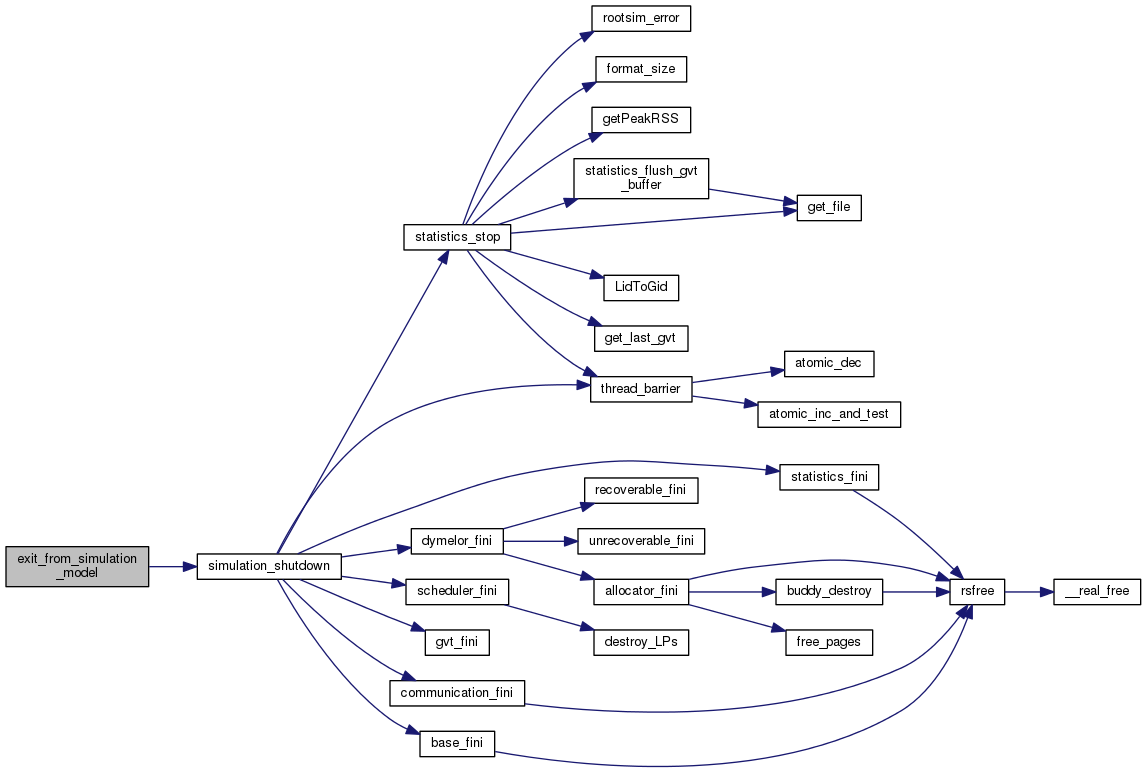 rootsim_error
format_size
getPeakRSS
statistics_flush_gvt
_buffer
get_file
statistics_stop
LidToGid
get_last_gvt
atomic_dec
thread_barrier
atomic_inc_and_test
statistics_fini
recoverable_fini
dymelor_fini
unrecoverable_fini
exit_from_simulation
_model
simulation_shutdown
scheduler_fini
allocator_fini
buddy_destroy
rsfree
__real_free
gvt_fini
destroy_LPs
free_pages
communication_fini
base_fini